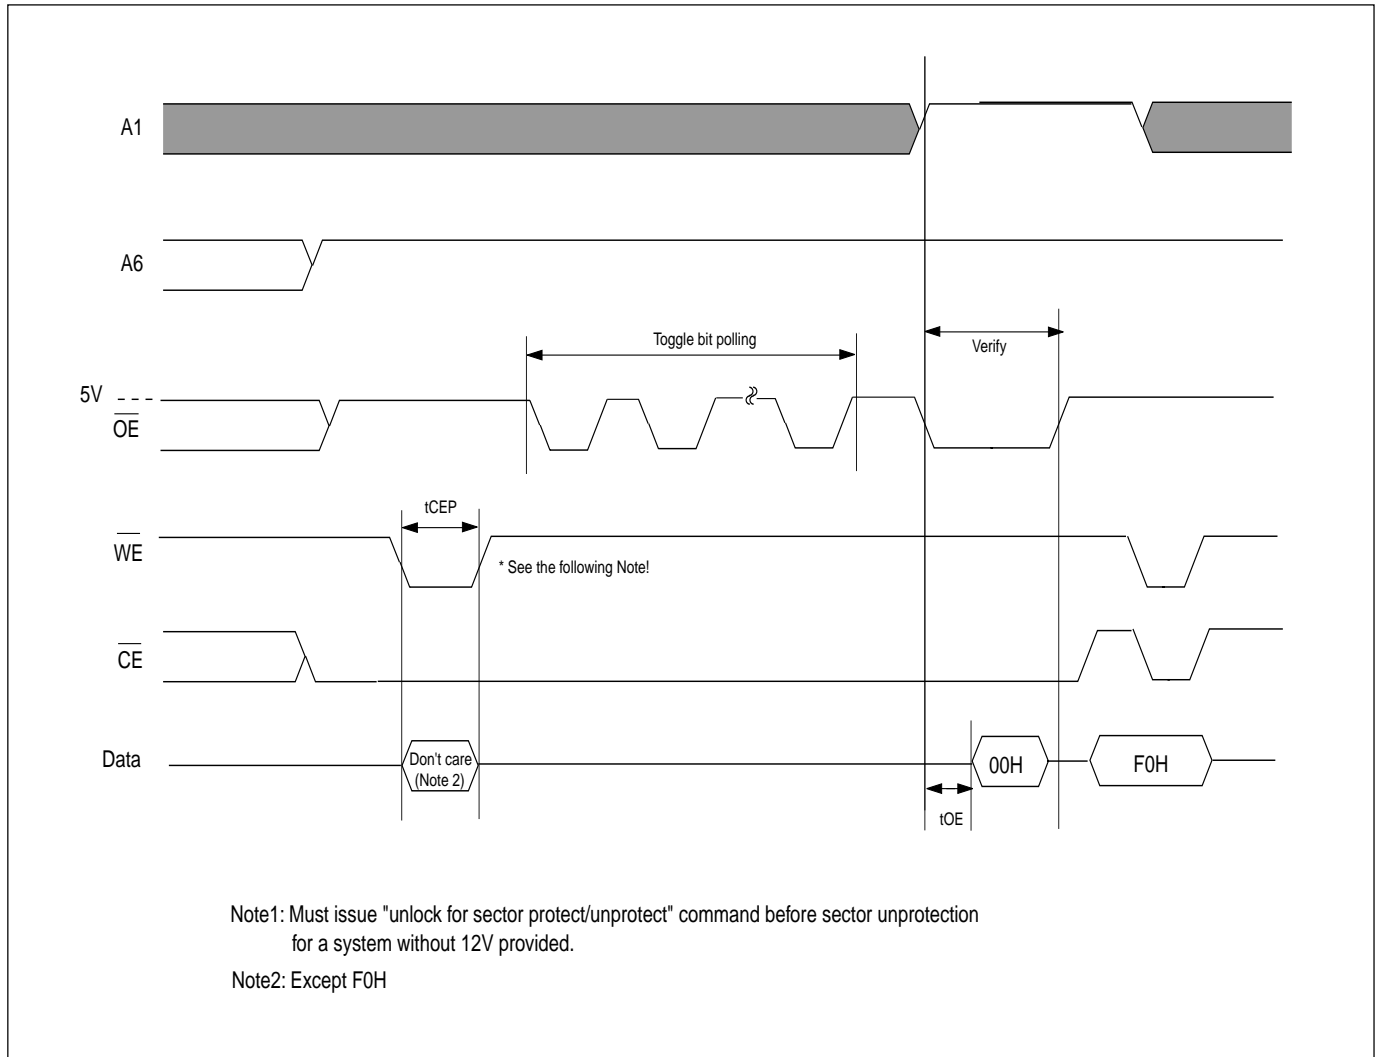 A1
A6
Toggle bit polling
Verify
5V
OE
tCEP
WE
* See the following Note!
CE
Data
Don't care
(Note 2)
00H
F0H
tOE
Note1: Must issue "unlock for sector protect/unprotect" command before sector unprotection
for a system without 12V provided.
Note2: Except F0H